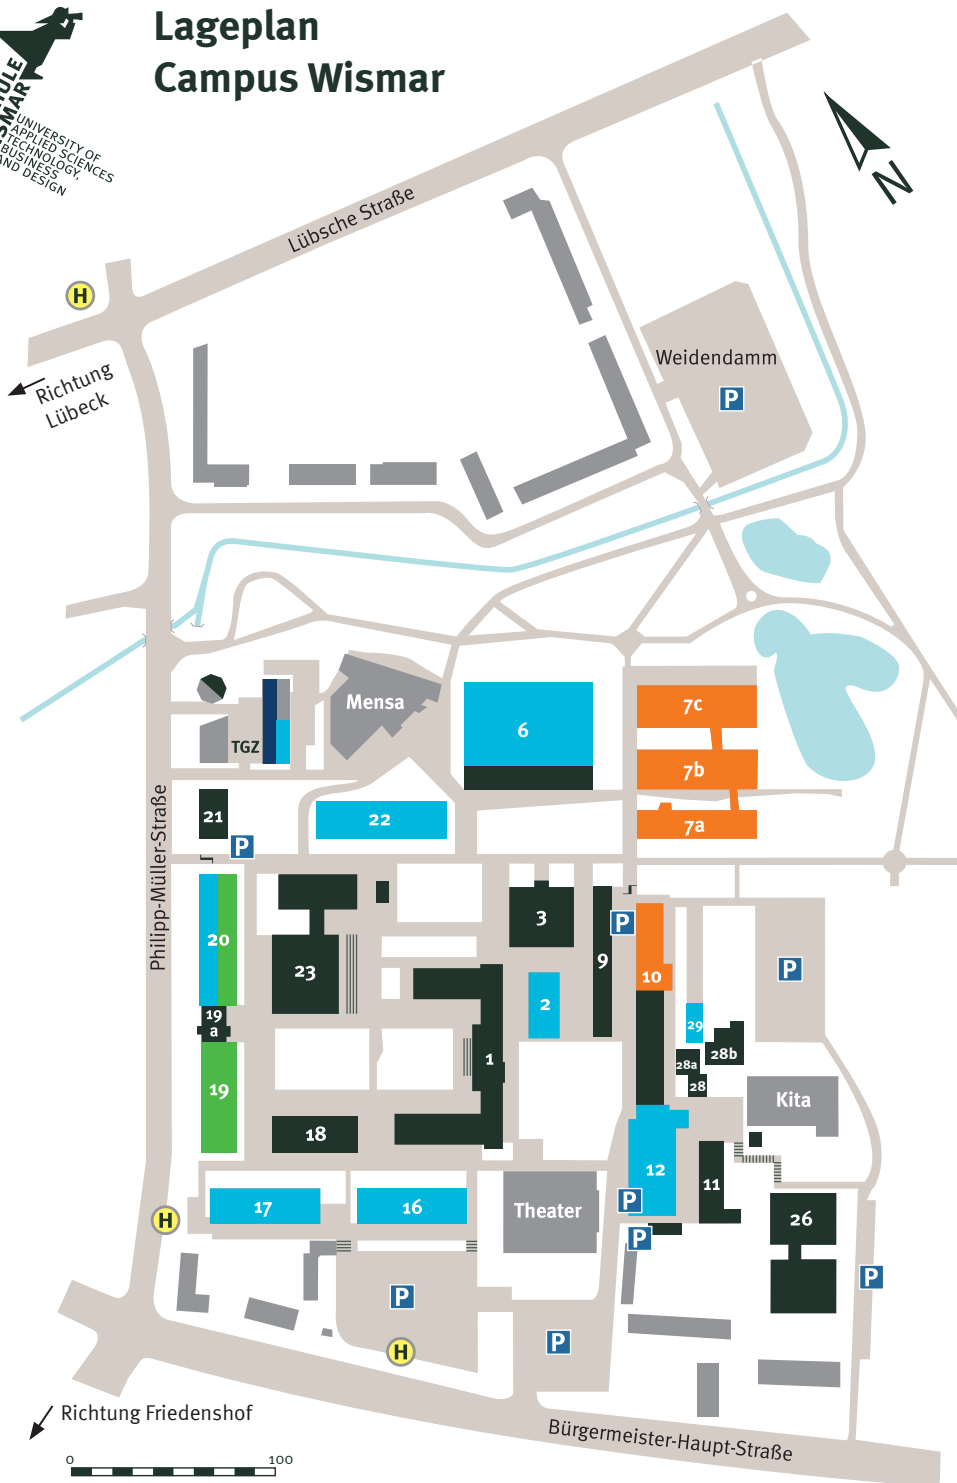 Lageplan
Campus Wismar
UNIVERSITY OF
APPLIED SCIENCES
TECHNOLOGY,
BUSINESS
AND DESIGN
N
Lübsche Straße
H
Richtung
Lübeck
Weidendamm
P
Mensa
TGZ
6
7c
7b
7a
22
21
P
Philipp-Müller-Straße
20
23
3
9
P
10
P
2
19
a
1
29
28a
28b
28
19
18
Kita
12
11
17
16
Theater
P
26
H
P
P
P
H
P
Richtung Friedenshof
Bürgermeister-Haupt-Straße
0 100